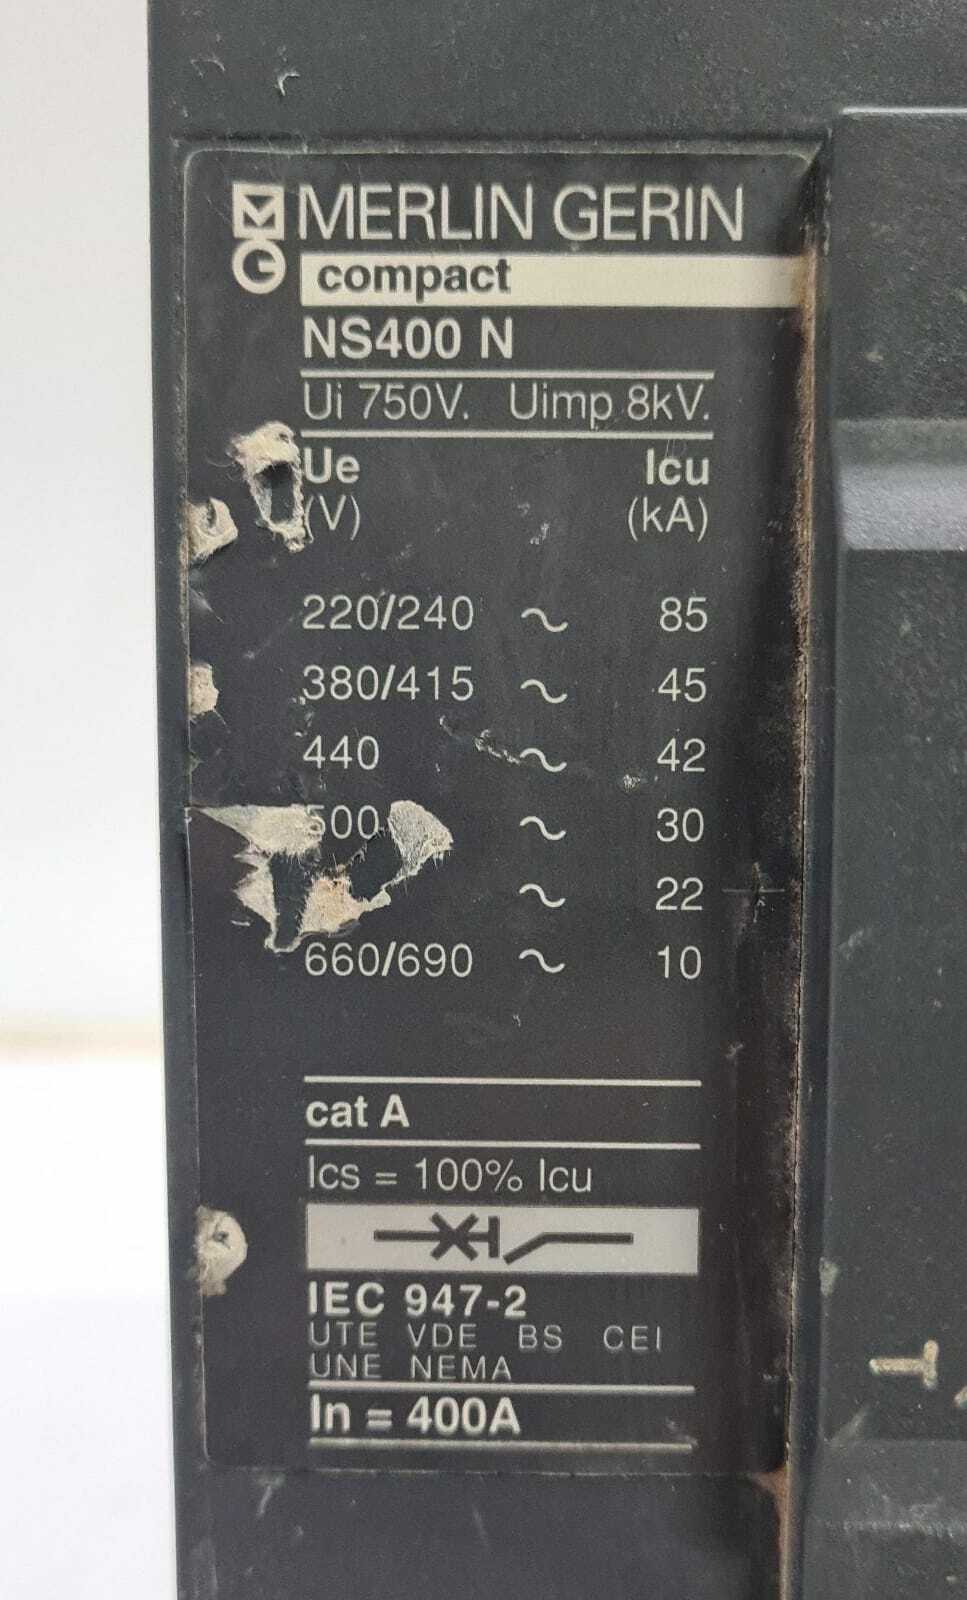 MERLIN GERIN
compact
NS400 N
Ui 750V. Uimp 8kV.
Ue Icu
(V) (kA)
220/240 ~ 85
380/415 ~ 45
440 ~ 42
500 ~ 30
~ 22
660/690 ~ 10
cat A
Ics = 100% Icu
IEC 947-2
UTE VDE BS CEI
UNE NEMA
In = 400A